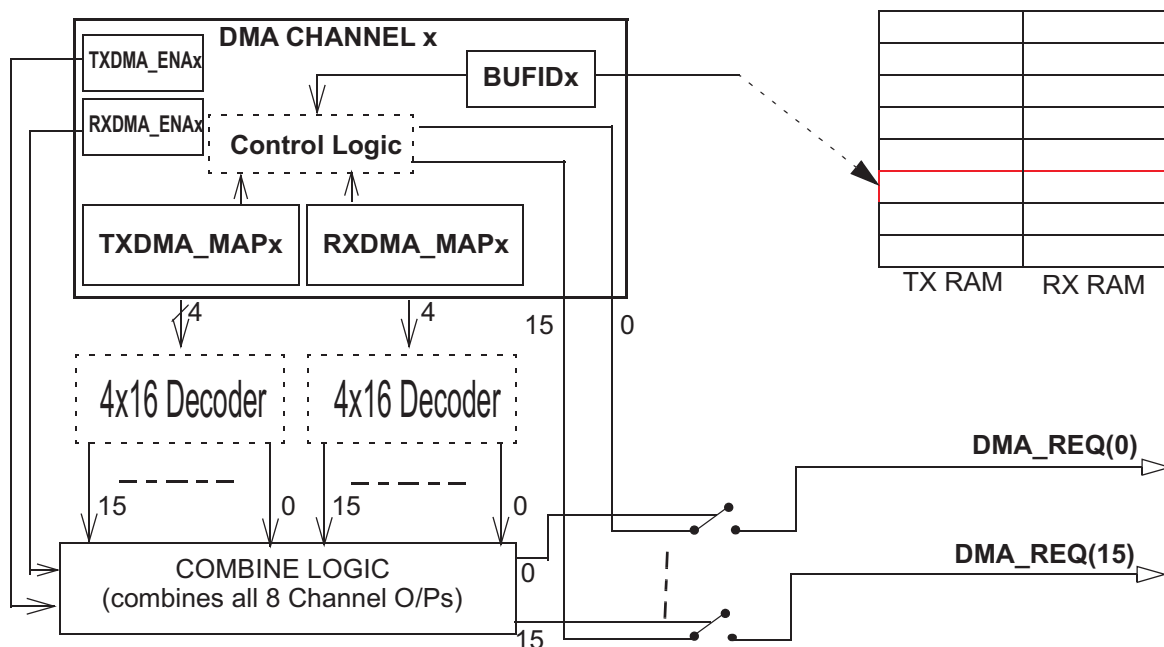 DMA CHANNEL x
TXDMA_ENAx
BUFIDx
RXDMA_ENAx
Control Logic
TXDMA_MAPx
RXDMA_MAPx
TX RAM
RX RAM
4
4
15
0
4x16 Decoder
4x16 Decoder
DMA_REQ(0)
15
0
15
0
DMA_REQ(15)
COMBINE LOGIC
(combines all 8 Channel O/Ps)
0
15